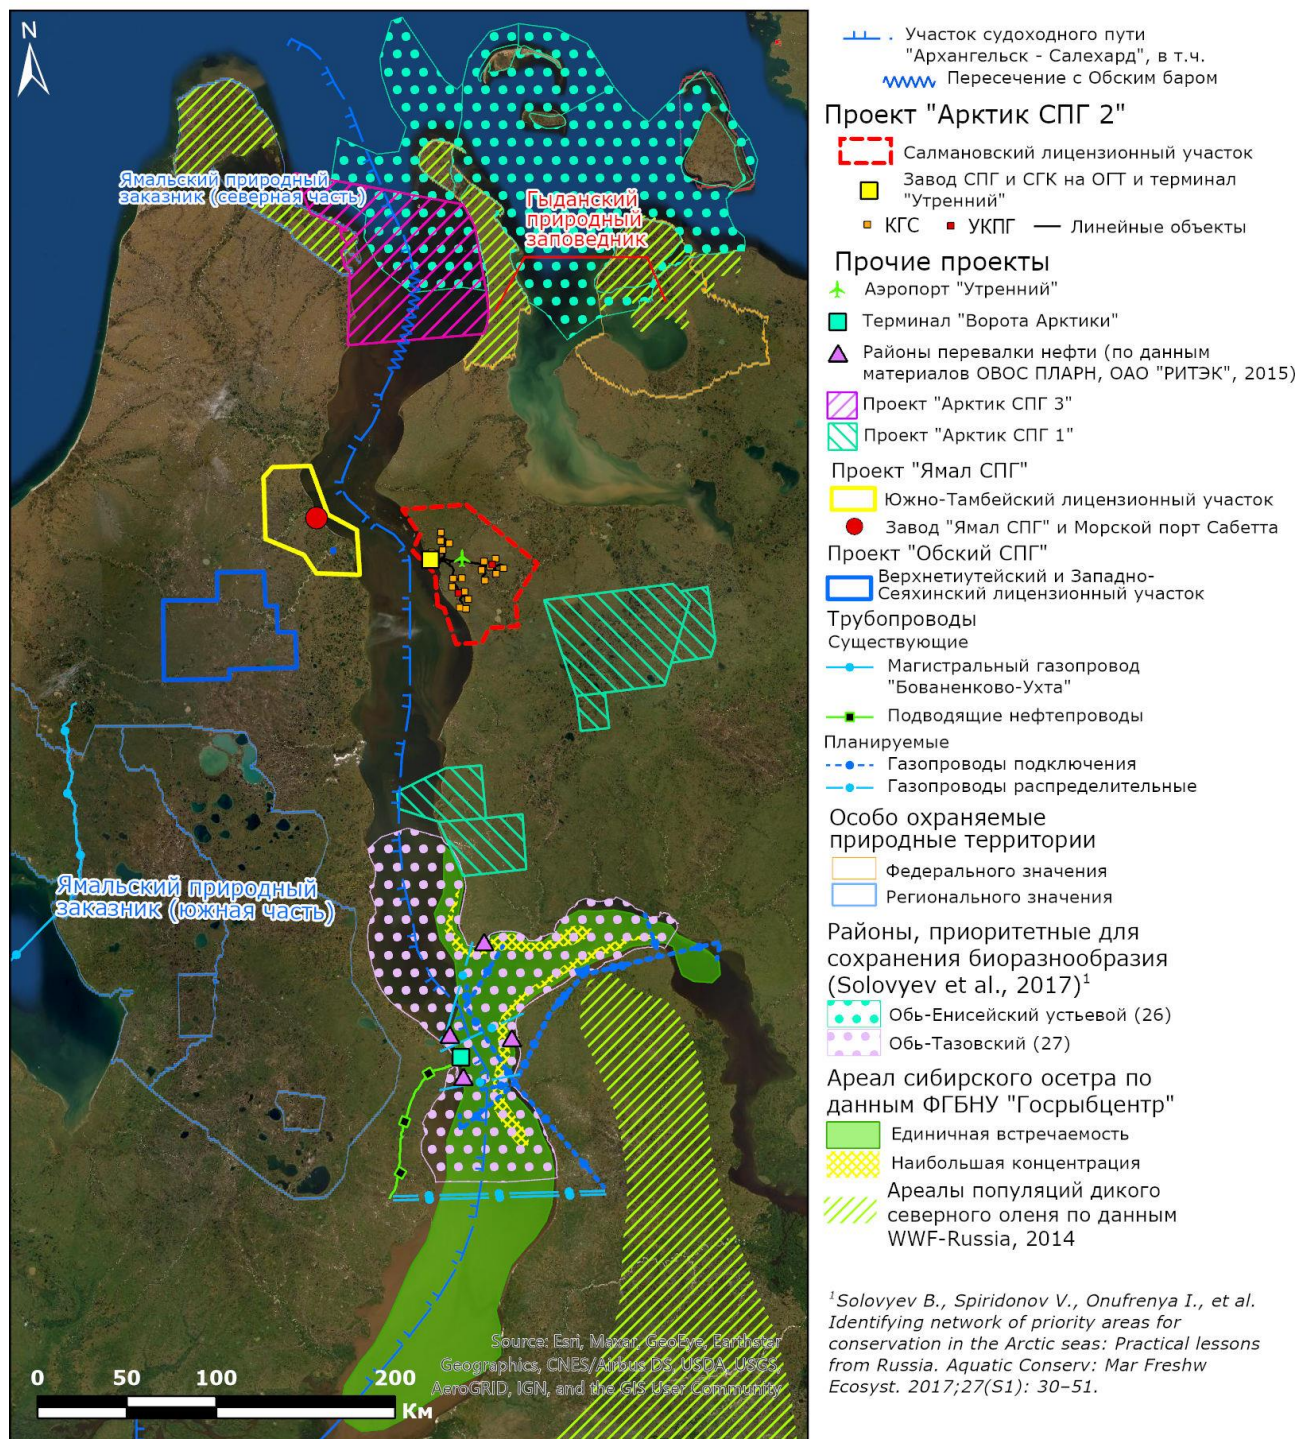 N
Ямальский природный
заказник (северная часть)
Гыданский
природный
заповедник
Ямальский природный
заказник (южная часть)
Source: Esri, Maxar, GeoEye, Earthstar
Geographics, CNES/Airbus DS, USDA, USGS,
AeroGRID, IGN, and the GIS User Community
0 50 100 200
Км
Участок судоходного пути
"Архангельск - Салехард", в т.ч.
Пересечение с Обским баром
Проект "Арктик СПГ 2"
Салмановский лицензионный участок
Завод СПГ и СГК на ОГТ и терминал
"Утренний"
КГС УКПГ Линейные объекты
Прочие проекты
Аэропорт "Утренний"
Терминал "Ворота Арктики"
Районы перевалки нефти (по данным
материалов ОВОС ПЛАРН, ОАО "РИТЭК", 2015)
Проект "Арктик СПГ 3"
Проект "Арктик СПГ 1"
Проект "Ямал СПГ"
Южно-Тамбейский лицензионный участок
Завод "Ямал СПГ" и Морской порт Сабетта
Проект "Обский СПГ"
Верхнетиутейский и Западно-
Сеяхинский лицензионный участок
Трубопроводы
Существующие
Магистральный газопровод
"Бованенково-Ухта"
Подводящие нефтепроводы
Планируемые
Газопроводы подключения
Газопроводы распределительные
Особо охраняемые
природные территории
Федерального значения
Регионального значения
Районы, приоритетные для
сохранения биоразнообразия
(Solovyev et al., 2017)¹
Обь-Енисейский устьевой (26)
Обь-Тазовский (27)
Ареал сибирского осетра по
данным ФГБНУ "Госрыбцентр"
Единичная встречаемость
Наибольшая концентрация
Ареалы популяций дикого
северного оленя по данным
WWF-Russia, 2014
¹Solovyev B., Spiridonov V., Onufrenya I., et al.
Identifying network of priority areas for
conservation in the Arctic seas: Practical lessons
from Russia. Aquatic Conserv: Mar Freshw
Ecosyst. 2017;27(S1): 30–51.